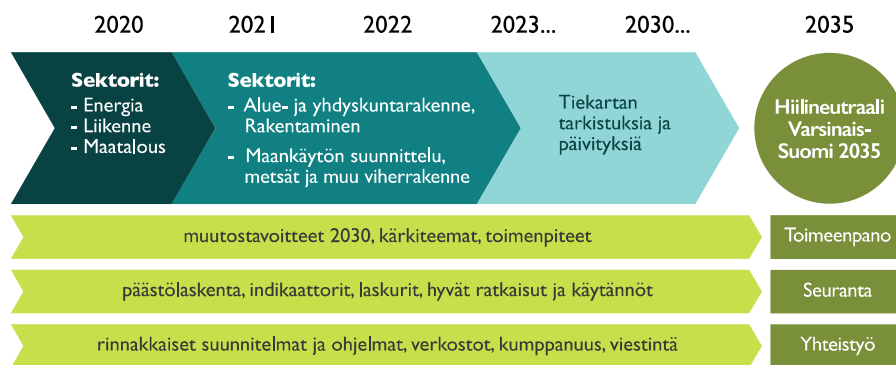 2020 2021 2022 2023... 2030... 2035
Sektorit:
- Energia
- Liikenne
- Maatalous
Sektorit:
- Alue- ja yhdyskuntarakenne,
Rakentaminen
- Maankäytön suunnittelu,
metsät ja muu viherrakenne
Tiekartan
tarkistuksia ja
päivityksiä
Hiilineutraali
Varsinais-
Suomi 2035
muutostavoitteet 2030, kärkiteemat, toimenpiteet
Toimeenpano
päästölaskenta, indikaattorit, laskurit, hyvät ratkaisut ja käytännöt
Seuranta
rinnakkaiset suunnitelmat ja ohjelmat, verkostot, kumppanuus, viestintä
Yhteistyö